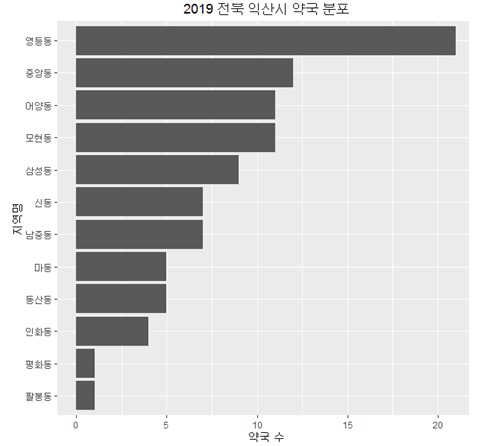 2019 전북 익산시 약국 분포
지역명
영등동
중앙동
어양동
모현동
삼성동
신동
남중동
마동
동산동
인화동
평화동
팔봉동
0 5 10 15 20
약국 수